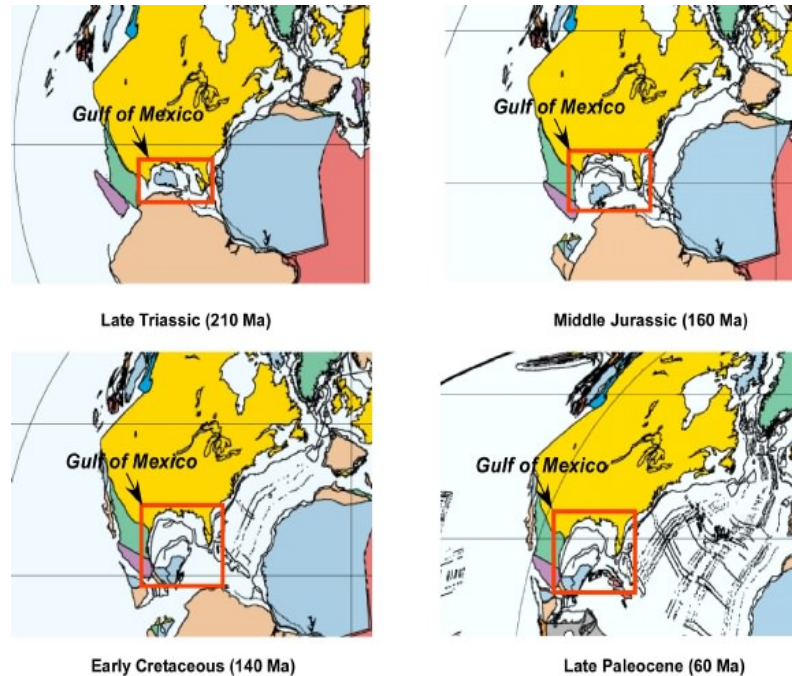 Gulf of Mexico
Late Triassic (210 Ma)
Gulf of Mexico
Middle Jurassic (160 Ma)
Gulf of Mexico
Early Cretaceous (140 Ma)
Gulf of Mexico
Late Paleocene (60 Ma)